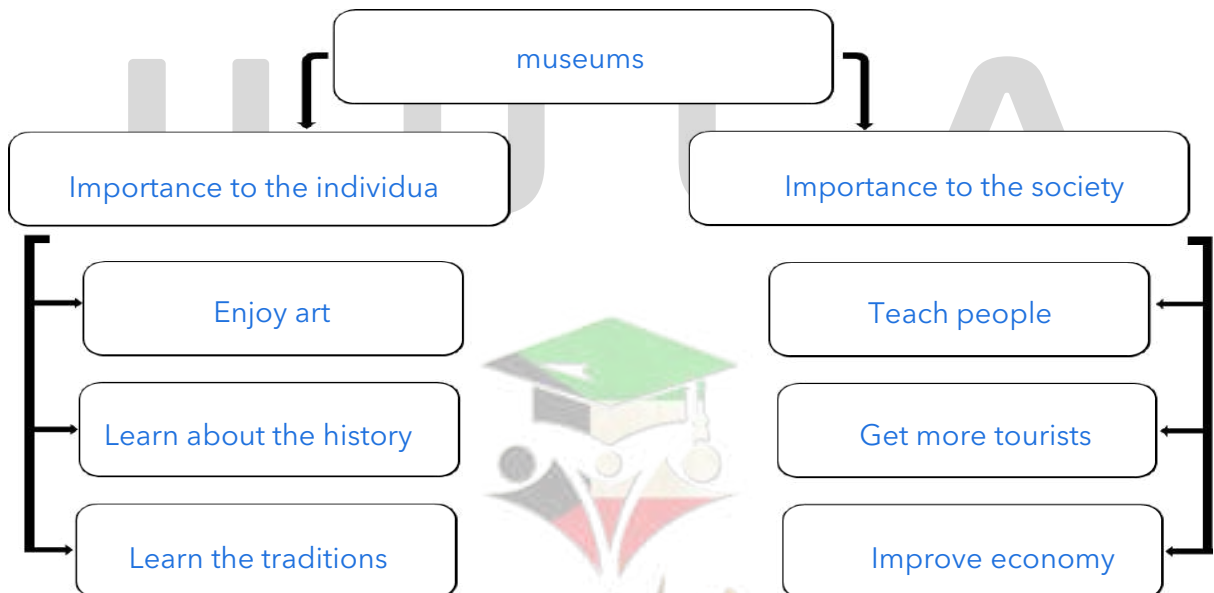 museums
Importance to the individua
Importance to the society
Enjoy art
Teach people
Learn about the history
Get more tourists
Learn the traditions
Improve economy